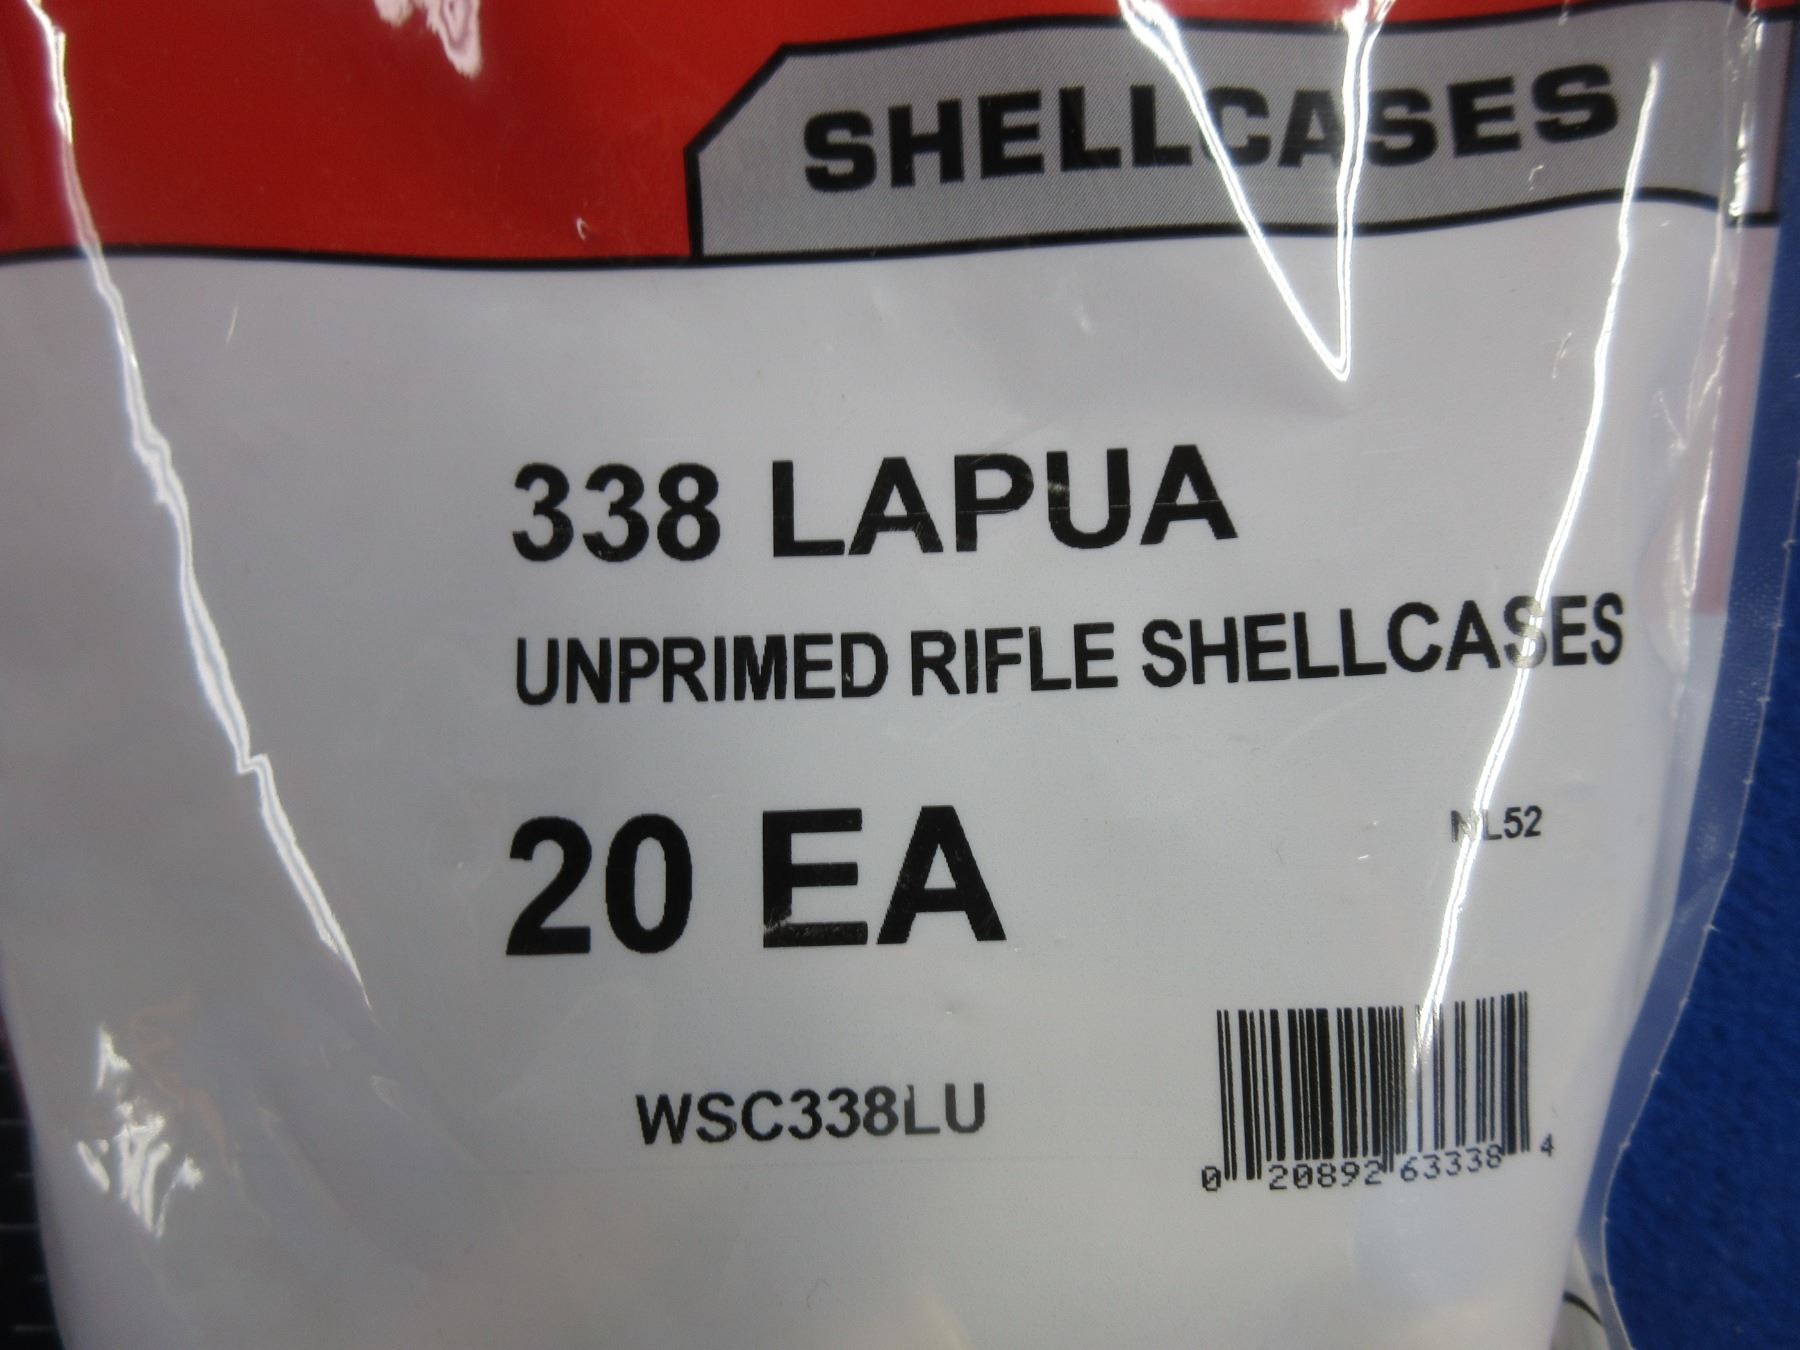 SHELLCASES
338 LAPUA
UNPRIMED RIFLE SHELLCASES
20 EA
NL52
WSC338LU
0 20892 63338 4